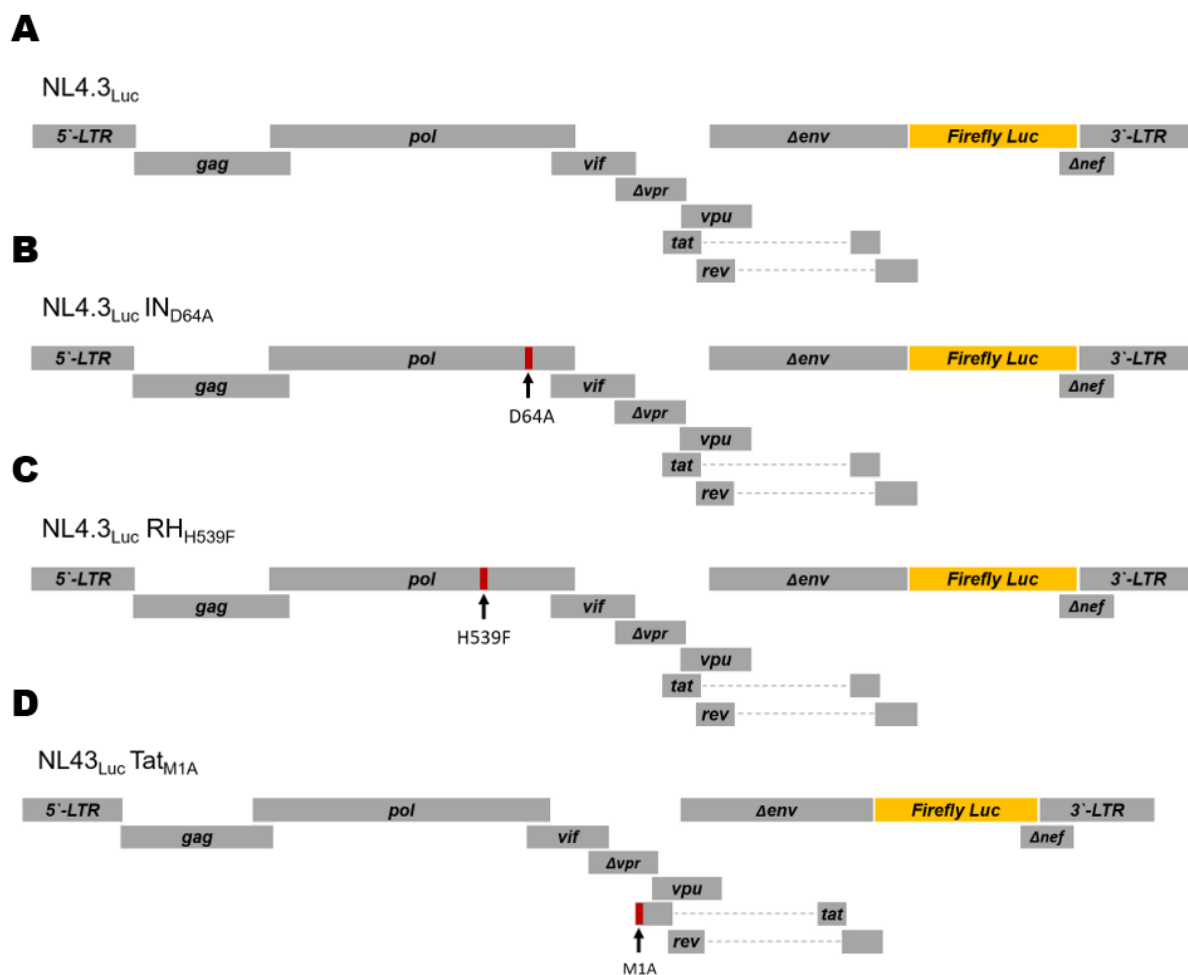 A
NL4.3Luc
5`-LTR pol Δenv Firefly Luc 3`-LTR
gag vif Δnef
Δvpr
vpu
tat
rev
B
NL4.3Luc IND64A
5`-LTR pol Δenv Firefly Luc 3`-LTR
gag vif Δnef
D64A Δvpr
vpu
tat
rev
C
NL4.3Luc RHH539F
5`-LTR pol Δenv Firefly Luc 3`-LTR
gag vif Δnef
H539F Δvpr
vpu
tat
rev
D
NL43Luc TatM1A
5`-LTR pol Δenv Firefly Luc 3`-LTR
gag vif Δnef
Δvpr
vpu
tat
rev
M1A